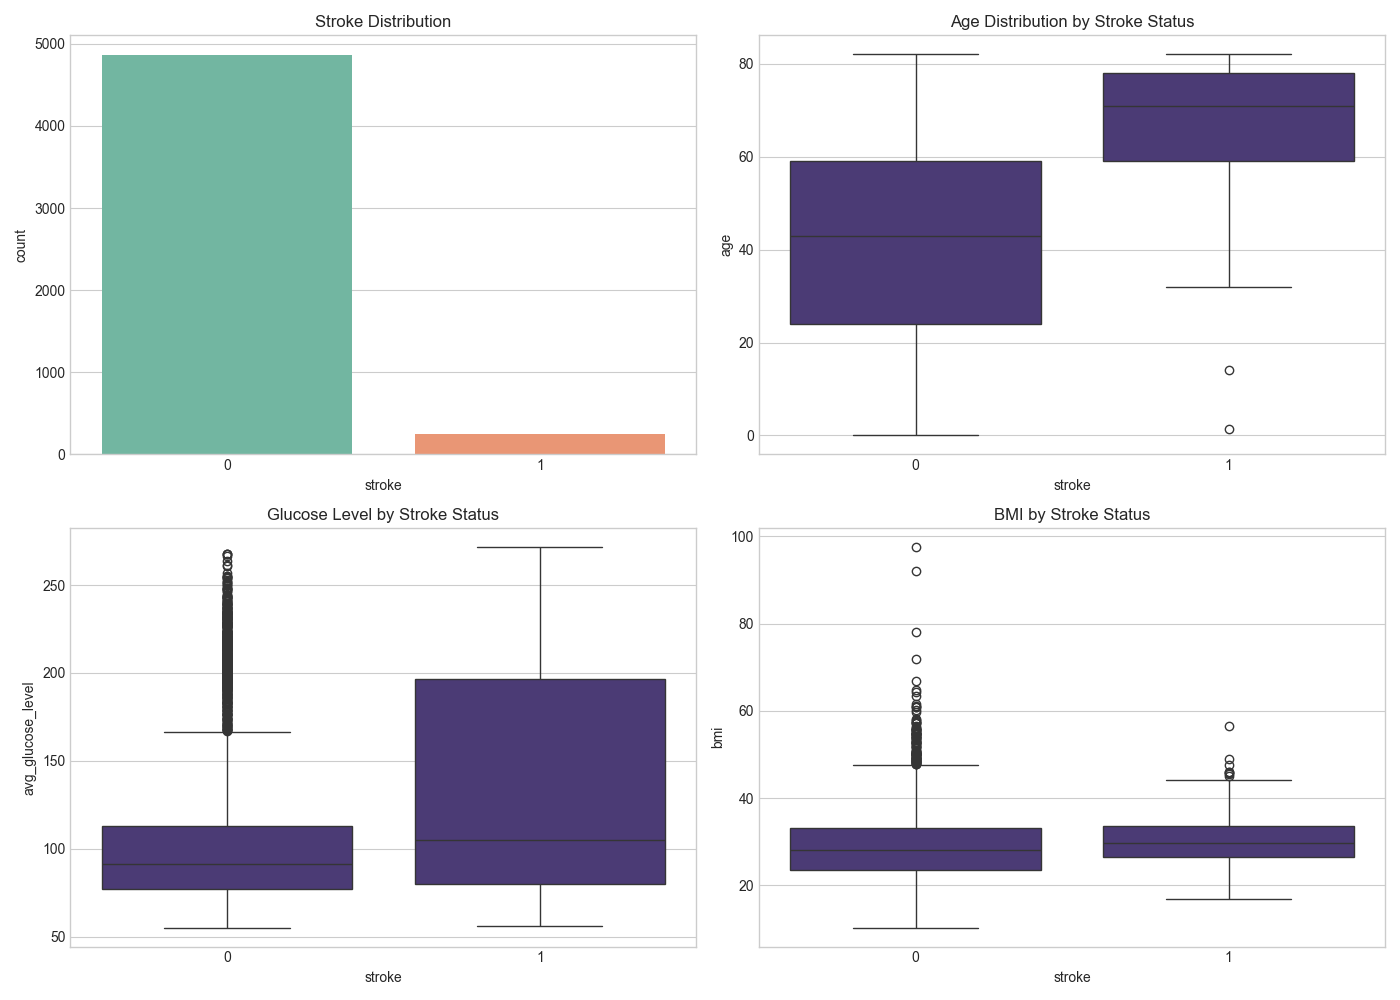 Stroke Distribution
5000
4000
3000
2000
1000
0
count
0 1
stroke
Age Distribution by Stroke Status
80
60
40
20
0
age
0 1
stroke
Glucose Level by Stroke Status
250
200
150
100
50
avg_glucose_level
0 1
stroke
BMI by Stroke Status
100
80
60
40
20
bmi
0 1
stroke